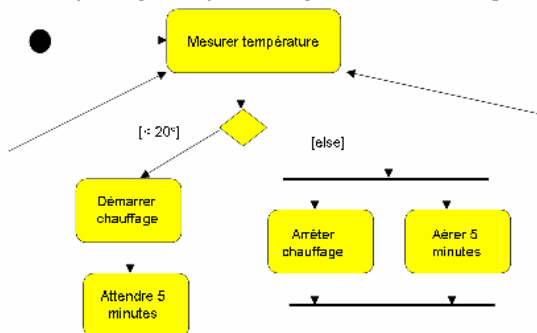 Mesurer température
[< 20°]
[else]
Démarrer
chauffage
Arrêter
chauffage
Aérer 5
minutes
Attendre 5
minutes